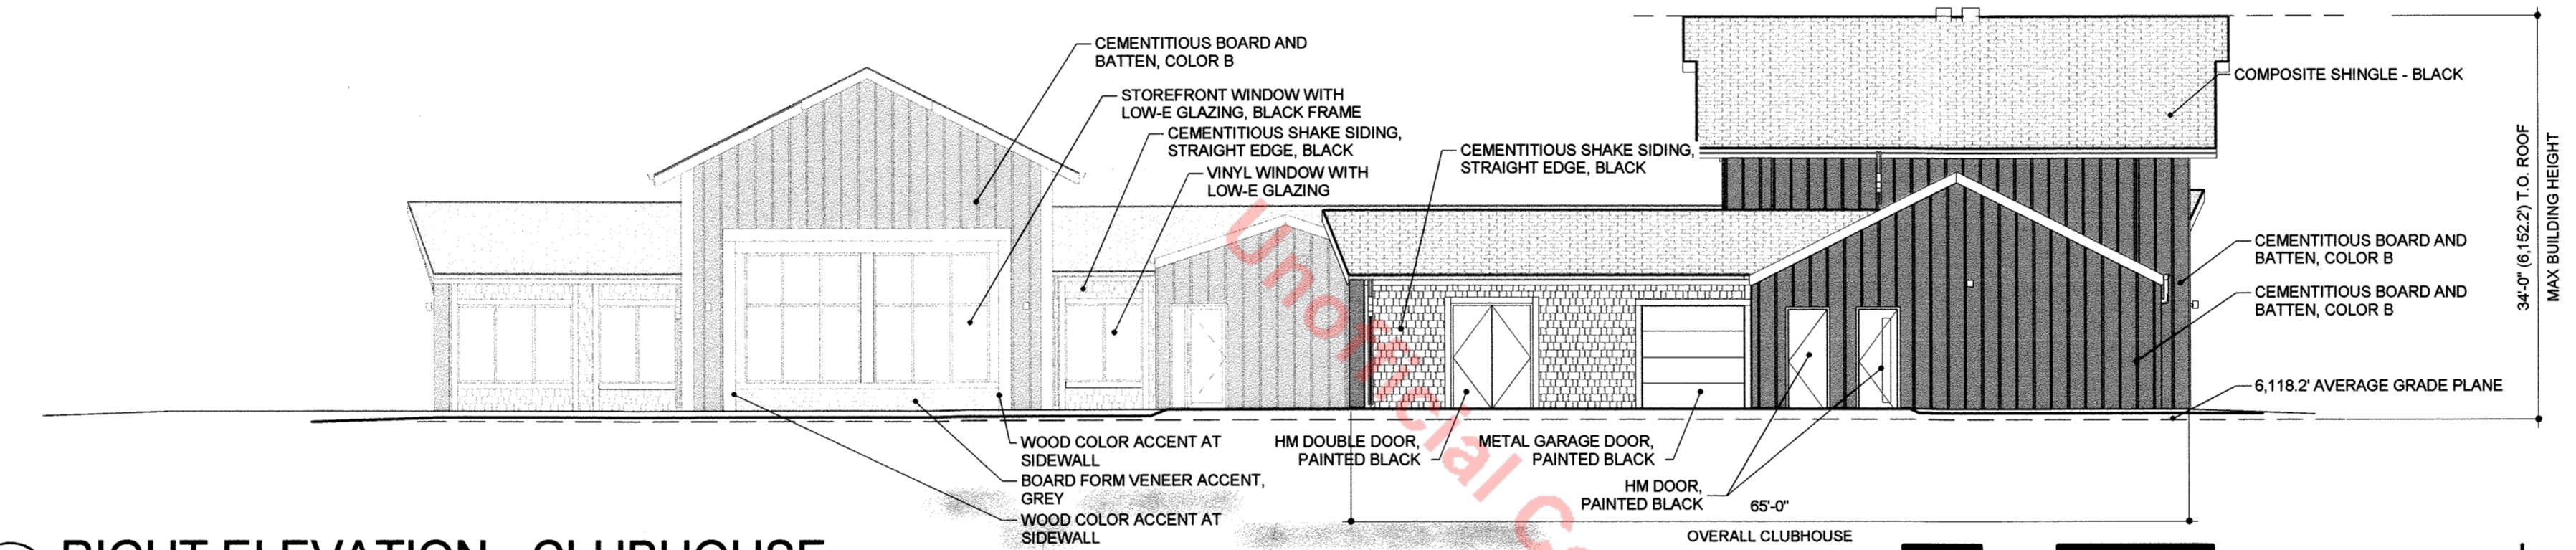 CEMENTITIOUS BOARD AND
BATTEN, COLOR B
STOREFRONT WINDOW WITH
LOW-E GLAZING, BLACK FRAME
CEMENTITIOUS SHAKE SIDING,
STRAIGHT EDGE, BLACK
VINYL WINDOW WITH
LOW-E GLAZING
CEMENTITIOUS SHAKE SIDING,
STRAIGHT EDGE, BLACK
COMPOSITE SHINGLE - BLACK
34'-0" (6,152.2') T.O. ROOF
MAX BUILDING HEIGHT
CEMENTITIOUS BOARD AND
BATTEN, COLOR B
CEMENTITIOUS BOARD AND
BATTEN, COLOR B
6,118.2' AVERAGE GRADE PLANE
WOOD COLOR ACCENT AT
SIDEWALL
BOARD FORM VENEER ACCENT,
GREY
WOOD COLOR ACCENT AT
SIDEWALL
HM DOUBLE DOOR,
PAINTED BLACK
METAL GARAGE DOOR,
PAINTED BLACK
HM DOOR,
PAINTED BLACK
65'-0"
OVERALL CLUBHOUSE
Unofficial
RIGHT ELEVATION - CLUBHOUSE